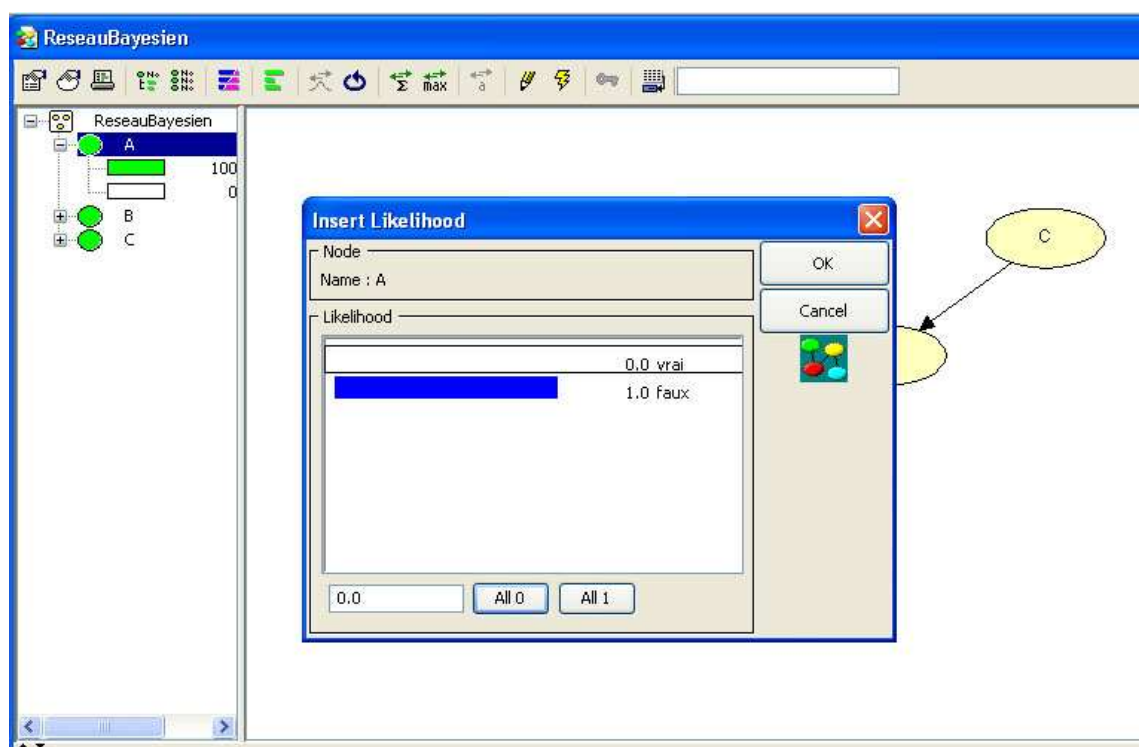 ReseauBayesien
Σ max a
ReseauBayesien
A
100
0
B
C
Insert Likelihood
Node
Name : A
OK
Cancel
Likelihood
0.0 vrai
1.0 faux
0.0
All 0
All 1
C